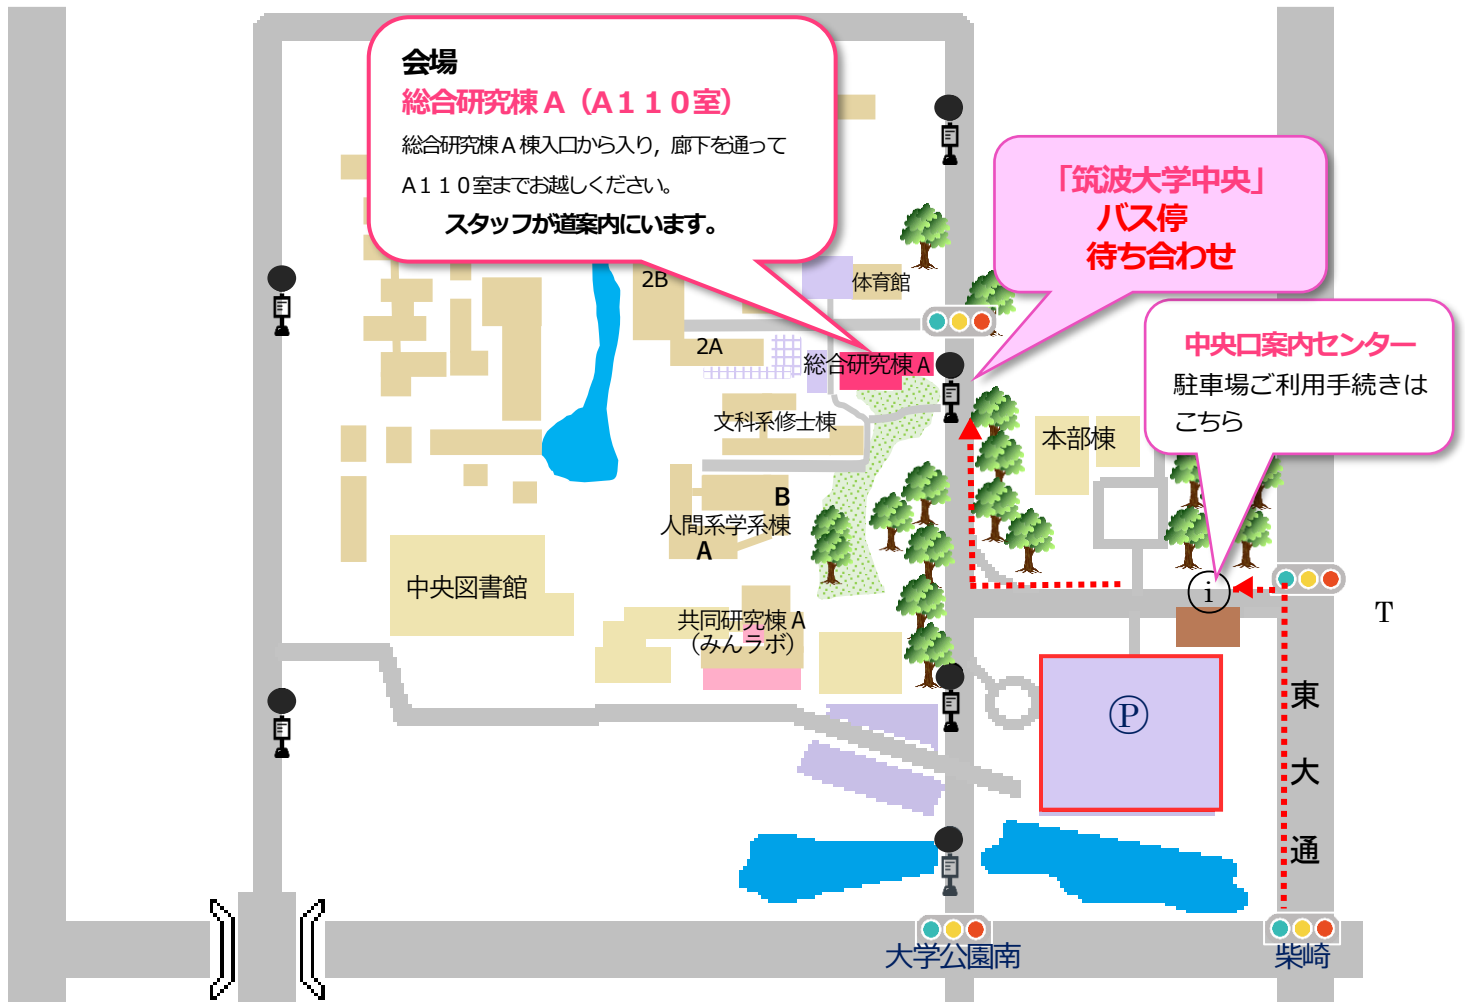 会場
総合研究棟A（A110室）
総合研究棟A棟入口から入り，廊下を通って
A110室までお越しください。
スタッフが道案内にいます。
「筑波大学中央」
バス停
待ち合わせ
中央口案内センター
駐車場ご利用手続きは
こちら
2B
体育館
2A
総合研究棟A
文科系修士棟
本部棟
B
人間系学系棟
A
中央図書館
i
T
共同研究棟A
（みんラボ）
Ⓟ
東
大
通
大学公園南
柴崎